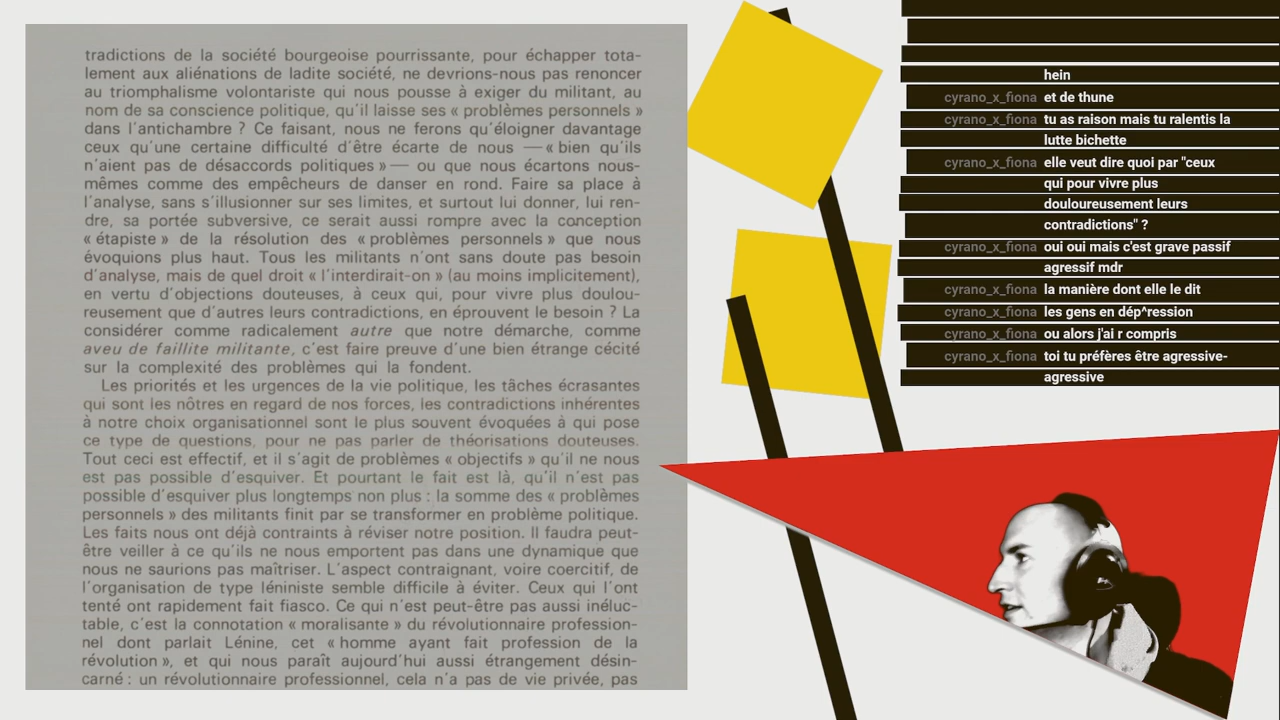 tradictions de la société bourgeoise pourrissante, pour échapper tota-
lement aux aliénations de ladite société, ne devrions-nous pas renoncer
au triomphalisme volontariste qui nous pousse à exiger du militant, au
nom de sa conscience politique, qu'il laisse ses « problèmes personnels »
dans l'antichambre ? Ce faisant, nous ne ferons qu'éloigner davantage
ceux qu'une certaine difficulté d'être écarte de nous — « bien qu'ils
n'aient pas de désaccords politiques » — ou que nous écartons nous-
mêmes comme des empêcheurs de danser en rond. Faire sa place à
l'analyse, sans s'illusionner sur ses limites, et surtout lui donner, lui ren-
dre, sa portée subversive, ce serait aussi rompre avec la conception
« étapiste » de la résolution des « problèmes personnels » que nous
évoquions plus haut. Tous les militants n'ont sans doute pas besoin
d'analyse, mais de quel droit « l'interdire » (au moins implicitement),
en vertu d'objections douteuses, à ceux qui, pour vivre plus doulou-
reusement que d'autres leurs contradictions, en éprouvent le besoin ? La
considérer comme radicalement autre que notre démarche, comme
aveu de faillite militante, c'est faire preuve d'une bien étrange cécité
sur la complexité des problèmes qui la fondent.
Les priorités et les urgences de la vie politique, les tâches écrasantes
qui sont les nôtres en regard de nos forces, les contradictions inhérentes
à notre choix organisationnel sont le plus souvent évoquées à qui pose
ce type de questions, pour ne pas parler de théorisations douteuses.
Tout ceci est effectif, et il s'agit de problèmes « objectifs » qu'il ne nous
est pas possible d'esquiver. Et pourtant le fait est là, qu'il n'est pas
possible d'esquiver plus longtemps non plus : la somme des « problèmes
personnels » des militants finit par se transformer en problème politique.
Les faits nous ont déjà contraints à réviser notre position. Il faudra peut-
être veiller à ce qu'ils ne nous emportent pas dans une dynamique que
nous ne saurions pas maîtriser. L'aspect contraignant, voire coercitif, de
l'organisation de type léniniste semble difficile à éviter. Ceux qui l'ont
tenté ont rapidement fait fiasco. Ce qui n'est peut-être pas aussi inéluc-
table, c'est la connotation « moralisante » du révolutionnaire profession-
nel dont parlait Lénine, cet « homme ayant fait profession de la
révolution », et qui nous paraît aujourd'hui aussi étrangement désin-
carné : un révolutionnaire professionnel, cela n'a pas de vie privée, pas
hein
cyrano_x_fiona et de thune
cyrano_x_fiona tu as raison mais tu ralentis la
lutte bichette
cyrano_x_fiona elle veut dire quoi par "ceux
qui pour vivre plus
douloureusement leurs
contradictions" ?
cyrano_x_fiona oui oui mais c'est grave passif
agressif mdr
cyrano_x_fiona la manière dont elle le dit
cyrano_x_fiona les gens en dép^ression
cyrano_x_fiona ou alors j'ai r compris
cyrano_x_fiona toi tu préfères être agressive-
agressive